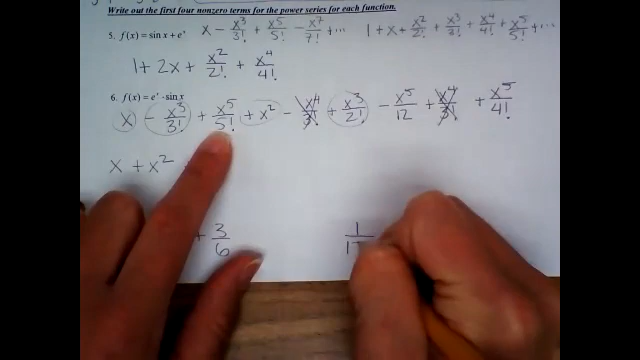 Write out the first four nonzero terms for the power series for each function.
5. f(x) = sin x + eˣ   x - x³/3! + x⁵/5! - x⁷/7! + ...   1 + x + x²/2! + x³/3! + x⁴/4! + x⁵/5! + ...
1 + 2x + x²/2! + x⁴/4!
6. f(x) = eˣ · sin x
x - x³/3! + x⁵/5! + x² - x⁴/3! + x³/2! - x⁵/12 + x⁴/3! + x⁵/4!
x + x²
+ 3/6   1/